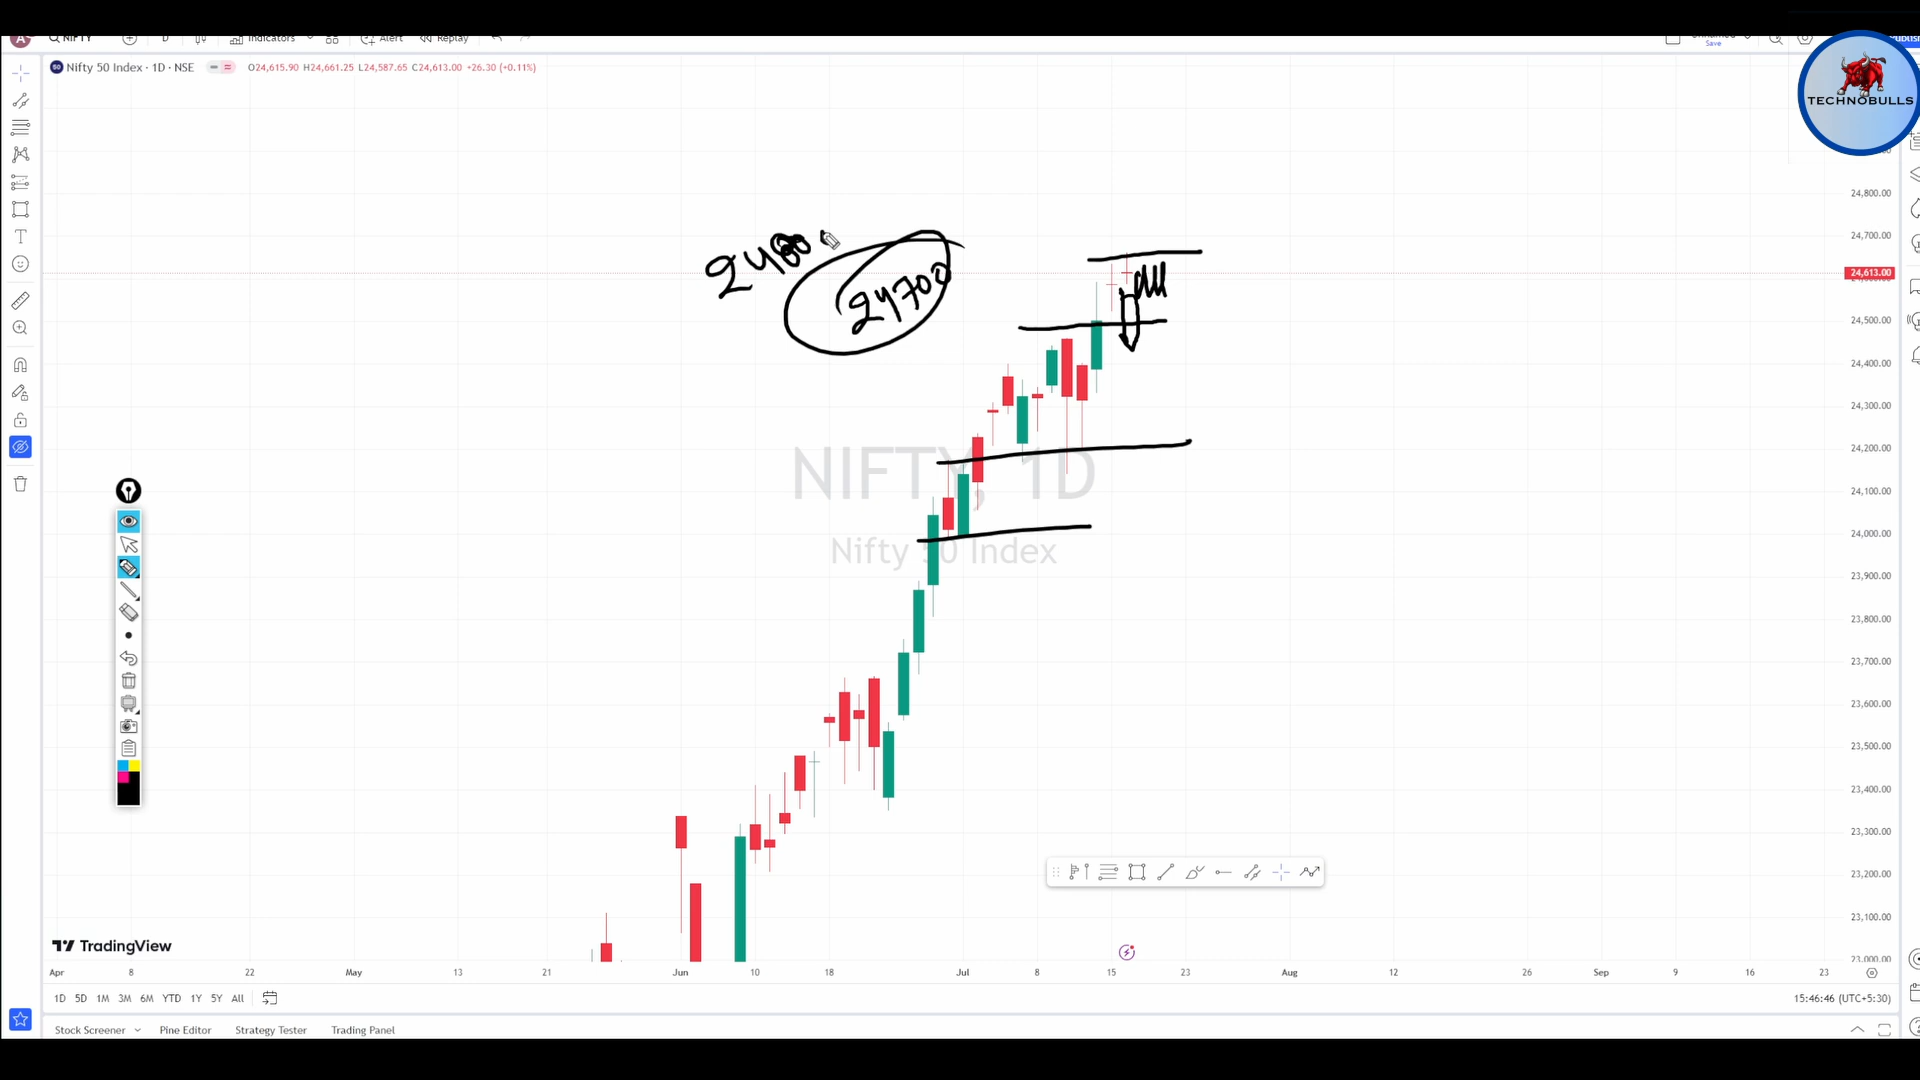 NIFTY
D
Indicators
Alert
Replay
Save
Nifty 50 Index · 1D · NSE
O24,615.90 H24,661.25 L24,587.65 C24,613.00 +26.30 (+0.11%)
TECHNOBULLS
24,800.00
24,700.00
24,613.00
24,500.00
24,400.00
24,300.00
24,200.00
24,100.00
24,000.00
23,900.00
23,800.00
23,700.00
23,600.00
23,500.00
23,400.00
23,300.00
23,200.00
23,100.00
23,000.00
2480
24700
NIFTY, 1D
Nifty 50 Index
TradingView
Apr 8 22 May 13 21 Jun 10 18 Jul 8 15 23 Aug 12 26 Sep 9 16 23
1D 5D 1M 3M 6M YTD 1Y 5Y All
15:46:46 (UTC+5:30)
Stock Screener Pine Editor Strategy Tester Trading Panel